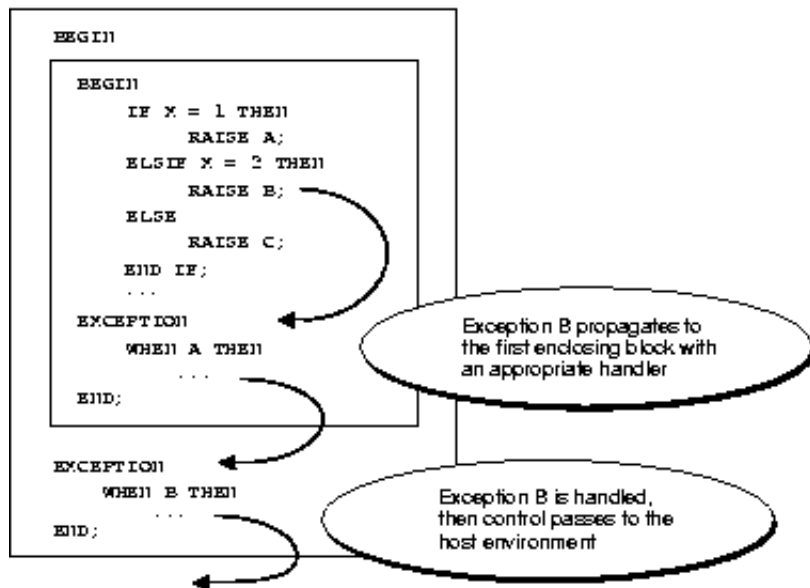 BEGIN
BEGIN
IF X = 1 THEN
RAISE A;
ELSIF X = 2 THEN
RAISE B;
ELSE
RAISE C;
END IF;
...
EXCEPTION
WHEN A THEN
...
END;
Exception B propagates to
the first enclosing block with
an appropriate handler
EXCEPTION
WHEN B THEN
...
END;
Exception B is handled,
then control passes to the
host environment